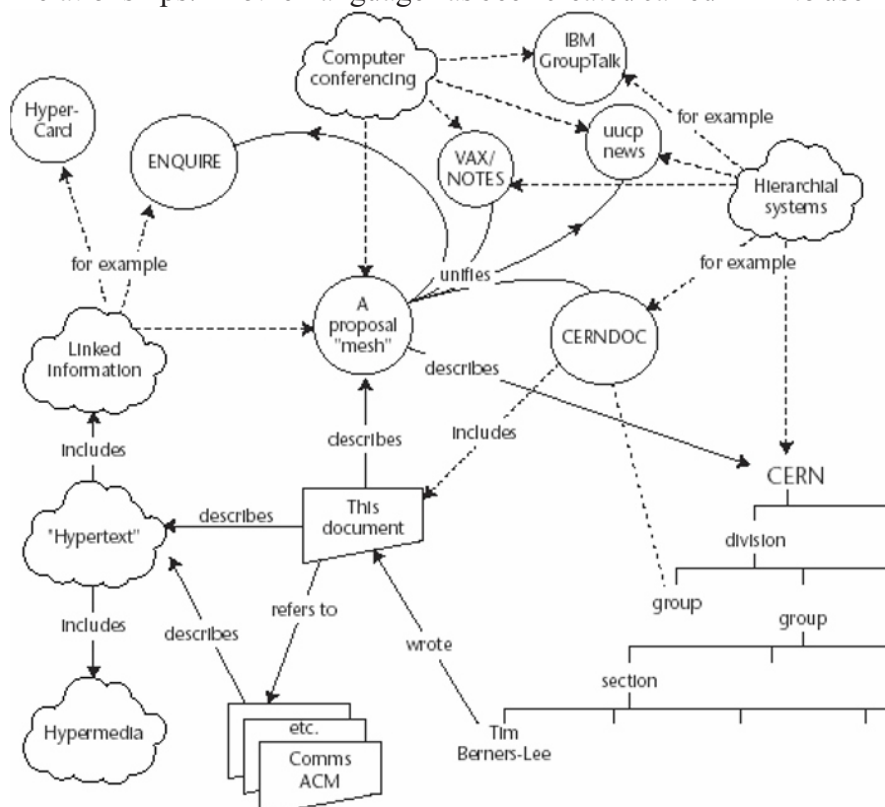 IBM
GroupTalk
Computer
conferencing
Hyper-
Card
for example
uucp
news
ENQUIRE
VAX/
NOTES
Hierarchial
systems
for example
unifies
for example
A
proposal
"mesh"
CERNDOC
Linked
information
describes
includes
describes
includes
CERN
This
document
describes
"Hypertext"
division
refers to
group
includes
describes
wrote
group
section
Hypermedia
etc.
Tim
Berners-Lee
Comms
ACM